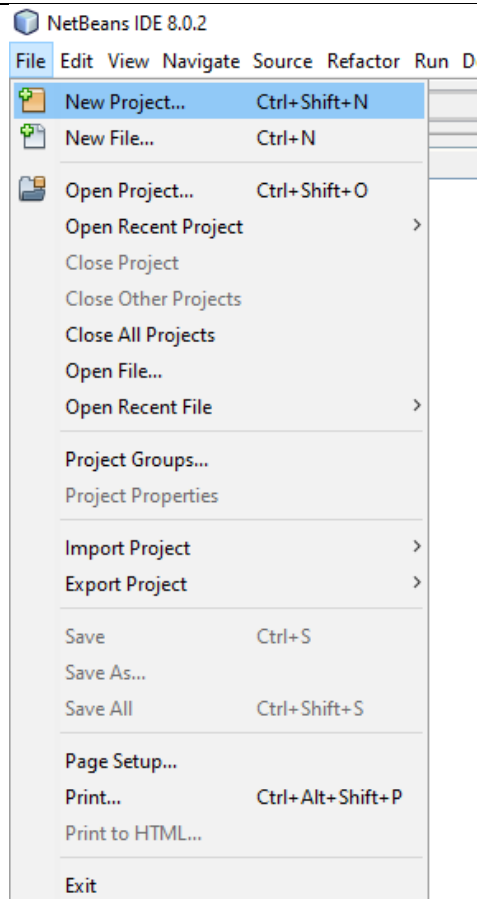 NetBeans IDE 8.0.2
File Edit View Navigate Source Refactor Run D
New Project... Ctrl+Shift+N
New File... Ctrl+N
Open Project... Ctrl+Shift+O
Open Recent Project
Close Project
Close Other Projects
Close All Projects
Open File...
Open Recent File
Project Groups...
Project Properties
Import Project
Export Project
Save Ctrl+S
Save As...
Save All Ctrl+Shift+S
Page Setup...
Print... Ctrl+Alt+Shift+P
Print to HTML...
Exit